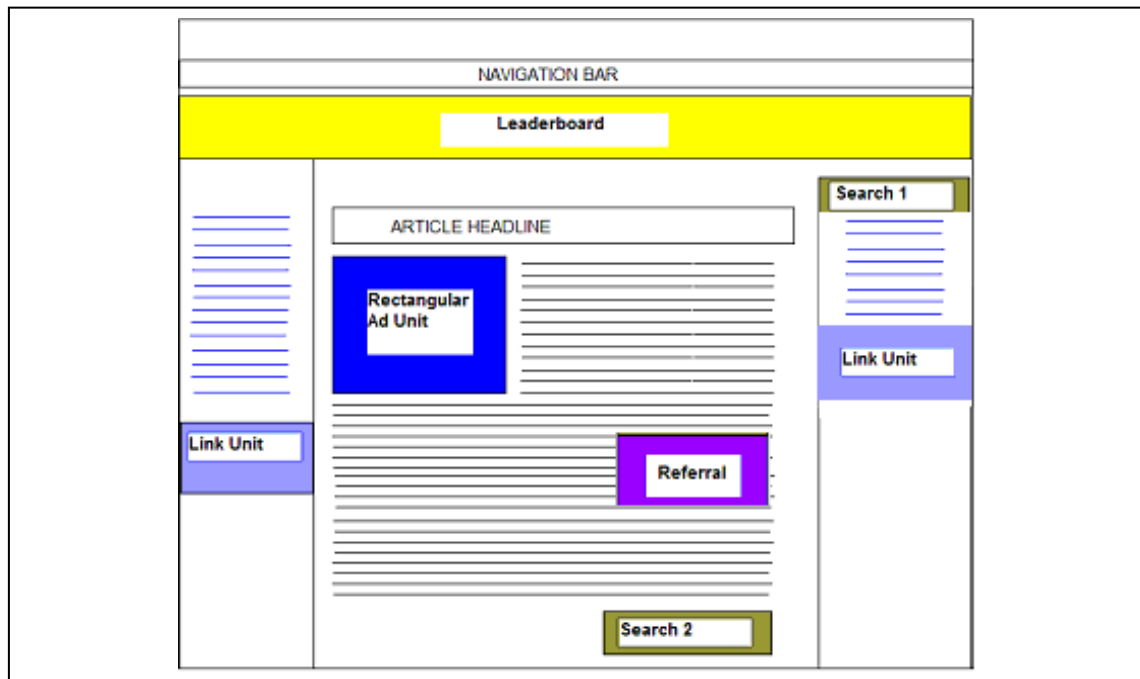 NAVIGATION BAR
Leaderboard
Search 1
ARTICLE HEADLINE
Rectangular
Ad Unit
Link Unit
Link Unit
Referral
Search 2